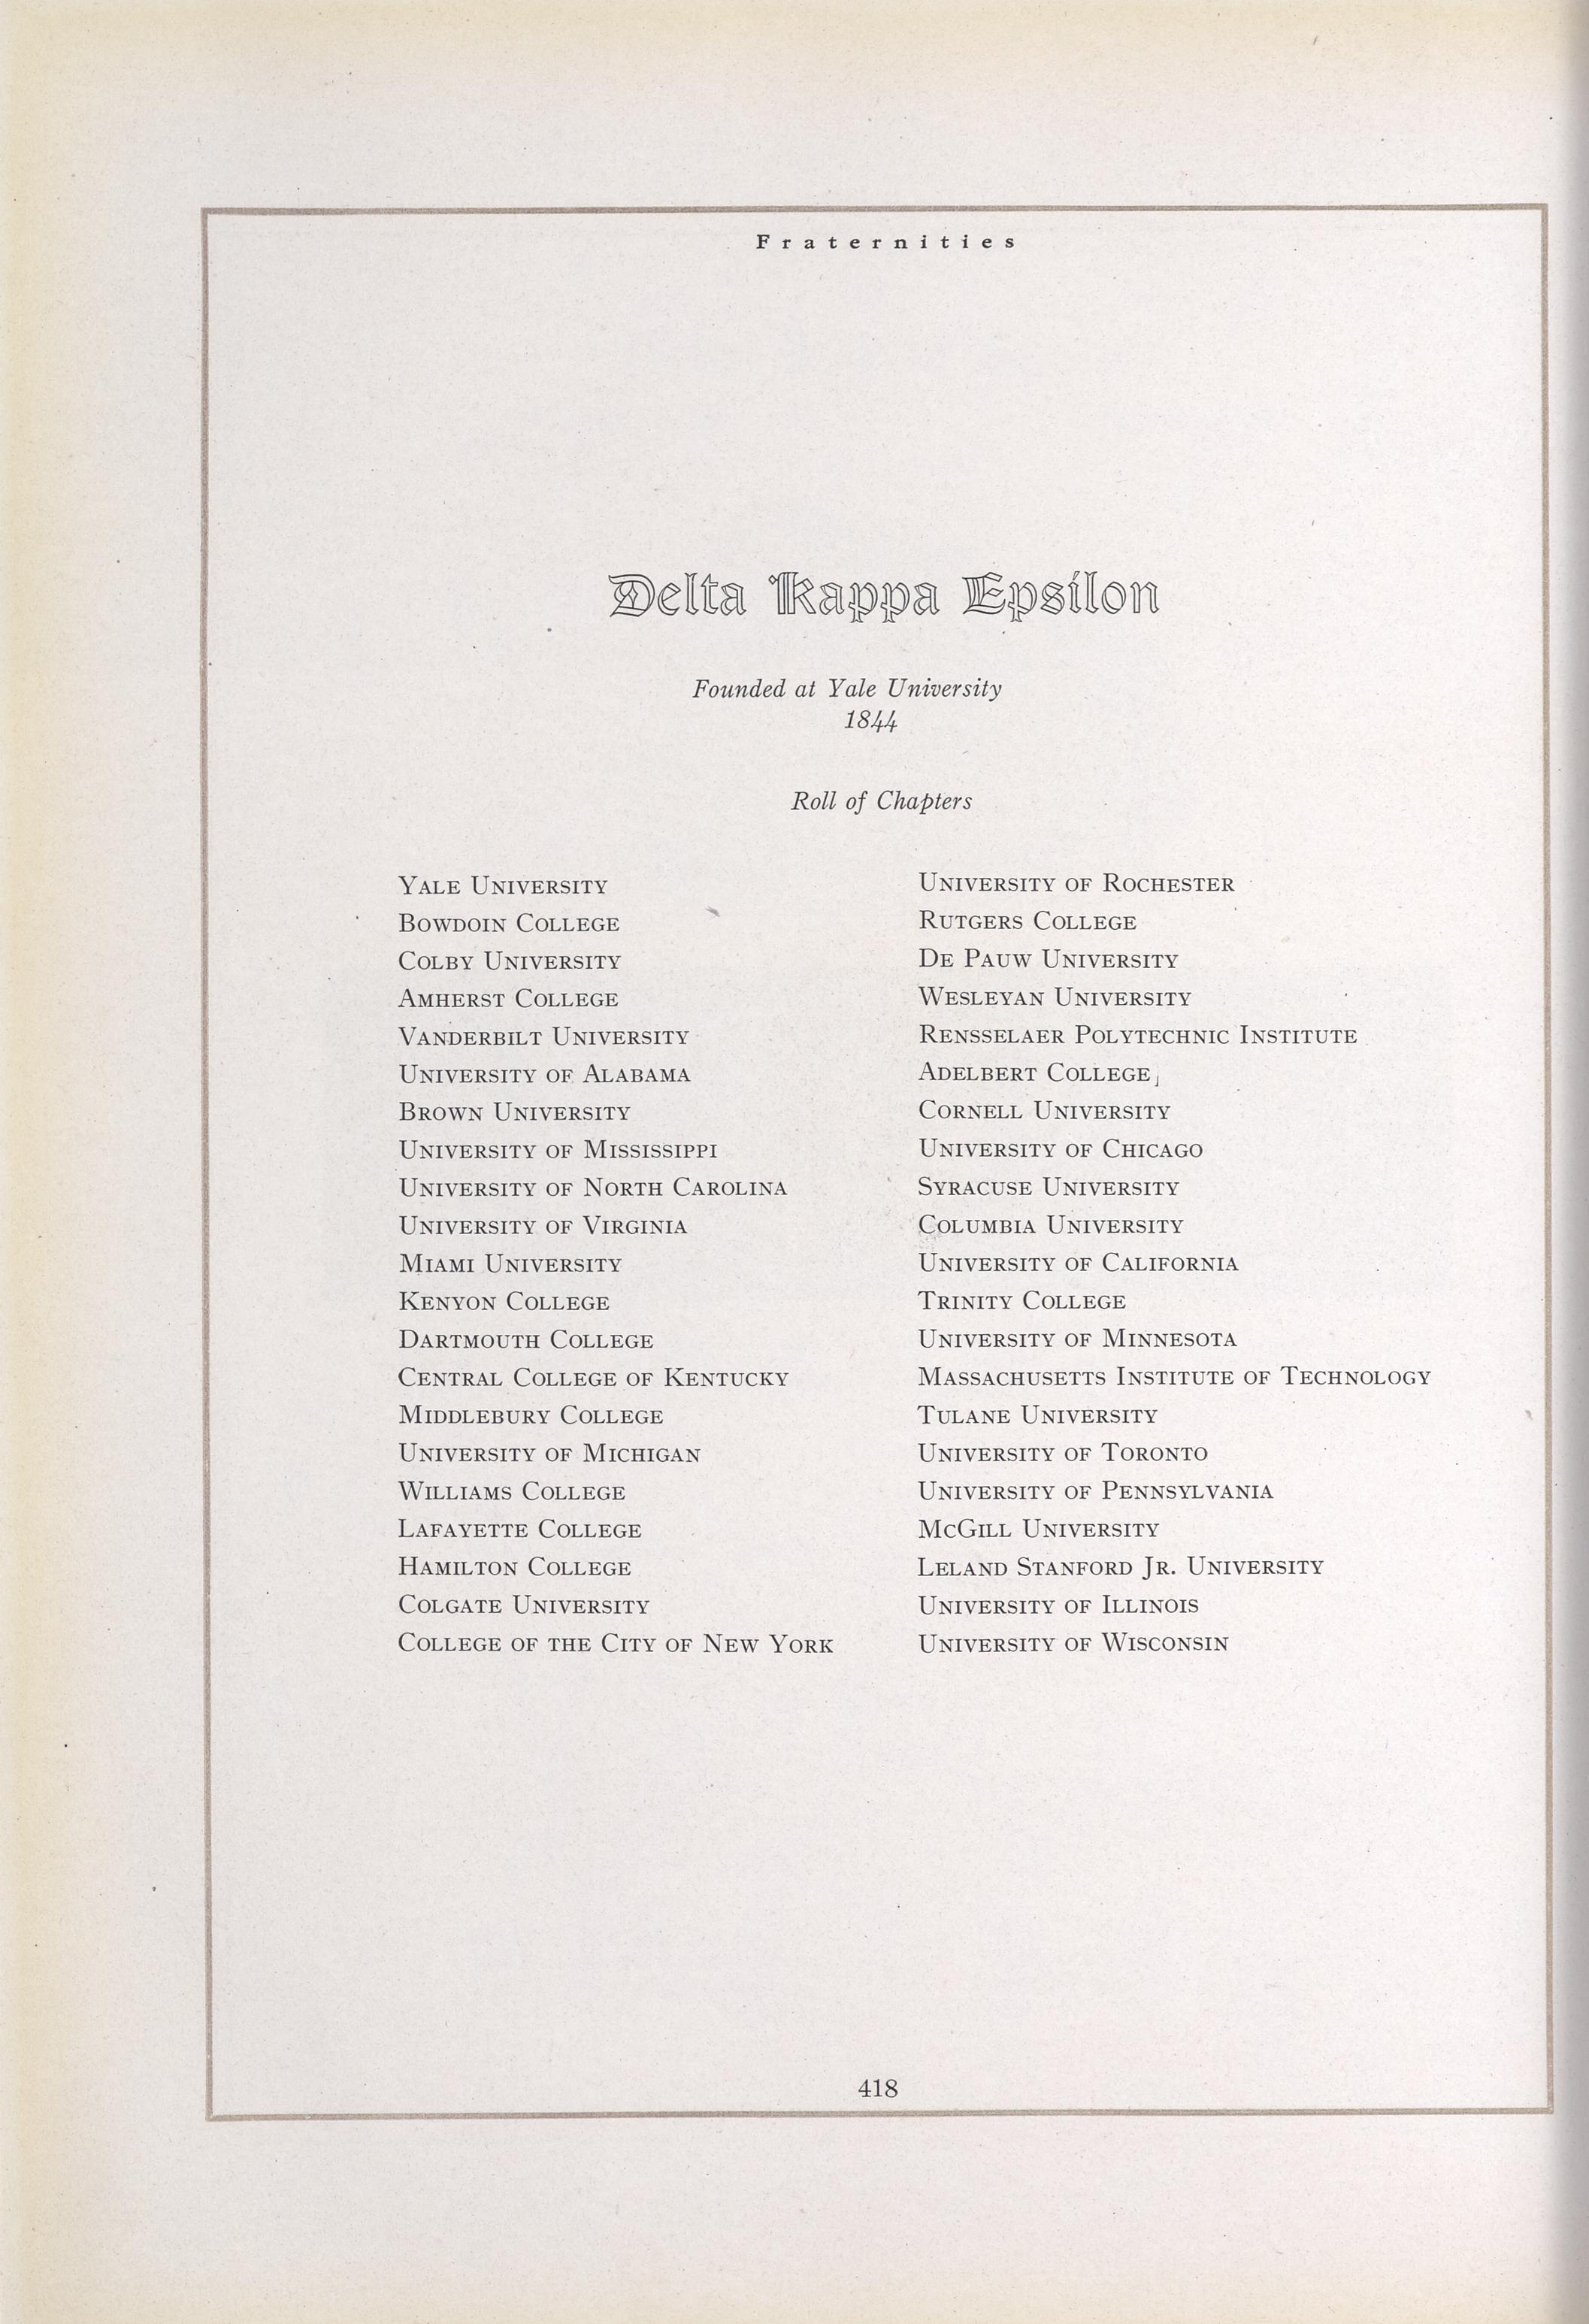 Fraternities
Delta Kappa Epsilon
Founded at Yale University
1844
Roll of Chapters
YALE UNIVERSITY
BOWDOIN COLLEGE
COLBY UNIVERSITY
AMHERST COLLEGE
VANDERBILT UNIVERSITY
UNIVERSITY OF ALABAMA
BROWN UNIVERSITY
UNIVERSITY OF MISSISSIPPI
UNIVERSITY OF NORTH CAROLINA
UNIVERSITY OF VIRGINIA
MIAMI UNIVERSITY
KENYON COLLEGE
DARTMOUTH COLLEGE
CENTRAL COLLEGE OF KENTUCKY
MIDDLEBURY COLLEGE
UNIVERSITY OF MICHIGAN
WILLIAMS COLLEGE
LAFAYETTE COLLEGE
HAMILTON COLLEGE
COLGATE UNIVERSITY
COLLEGE OF THE CITY OF NEW YORK
UNIVERSITY OF ROCHESTER
RUTGERS COLLEGE
DE PAUW UNIVERSITY
WESLEYAN UNIVERSITY
RENSSELAER POLYTECHNIC INSTITUTE
ADELBERT COLLEGE
CORNELL UNIVERSITY
UNIVERSITY OF CHICAGO
SYRACUSE UNIVERSITY
COLUMBIA UNIVERSITY
UNIVERSITY OF CALIFORNIA
TRINITY COLLEGE
UNIVERSITY OF MINNESOTA
MASSACHUSETTS INSTITUTE OF TECHNOLOGY
TULANE UNIVERSITY
UNIVERSITY OF TORONTO
UNIVERSITY OF PENNSYLVANIA
MCGILL UNIVERSITY
LELAND STANFORD JR. UNIVERSITY
UNIVERSITY OF ILLINOIS
UNIVERSITY OF WISCONSIN
418